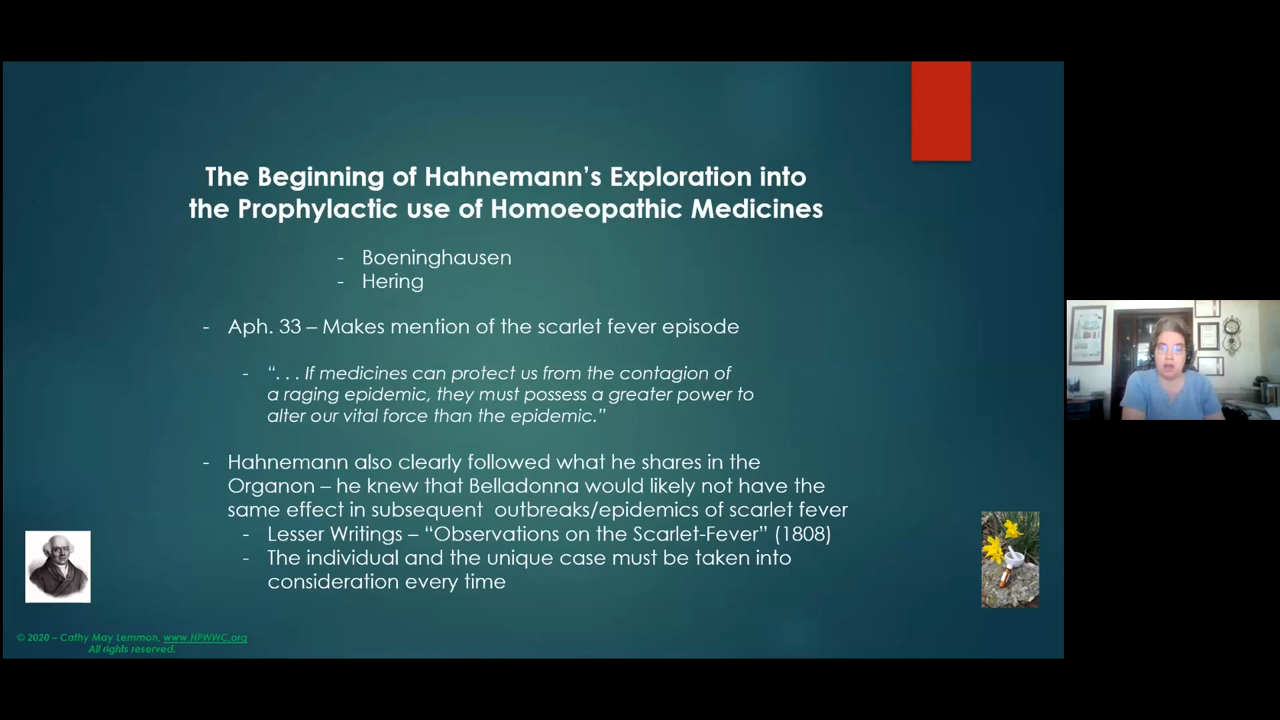 The Beginning of Hahnemann's Exploration into
the Prophylactic use of Homoeopathic Medicines
- Boeninghausen
- Hering
- Aph. 33 – Makes mention of the scarlet fever episode
- “. . . If medicines can protect us from the contagion of
a raging epidemic, they must possess a greater power to
alter our vital force than the epidemic.”
- Hahnemann also clearly followed what he shares in the
Organon – he knew that Belladonna would likely not have the
same effect in subsequent outbreaks/epidemics of scarlet fever
- Lesser Writings – “Observations on the Scarlet-Fever” (1808)
- The individual and the unique case must be taken into
consideration every time
© 2020 – Cathy May Lemmon, www.HPWWC.org
All rights reserved.